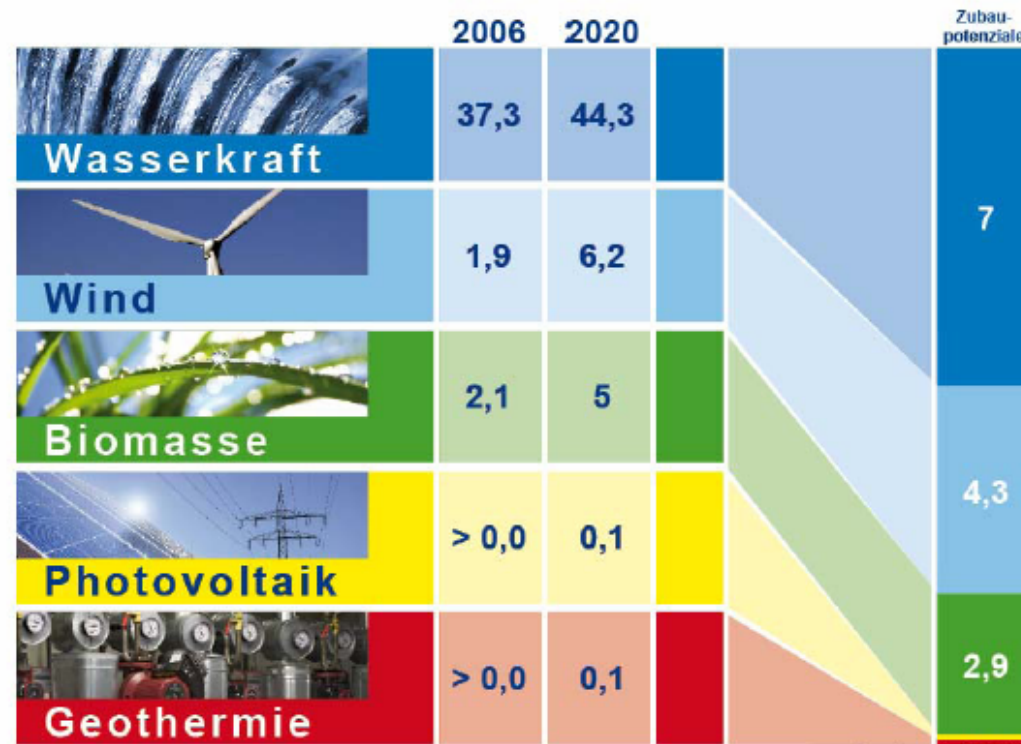 2006 2020 Zubau-
potenziale
Wasserkraft 37,3 44,3 7
Wind 1,9 6,2 4,3
Biomasse 2,1 5 2,9
Photovoltaik > 0,0 0,1
Geothermie > 0,0 0,1